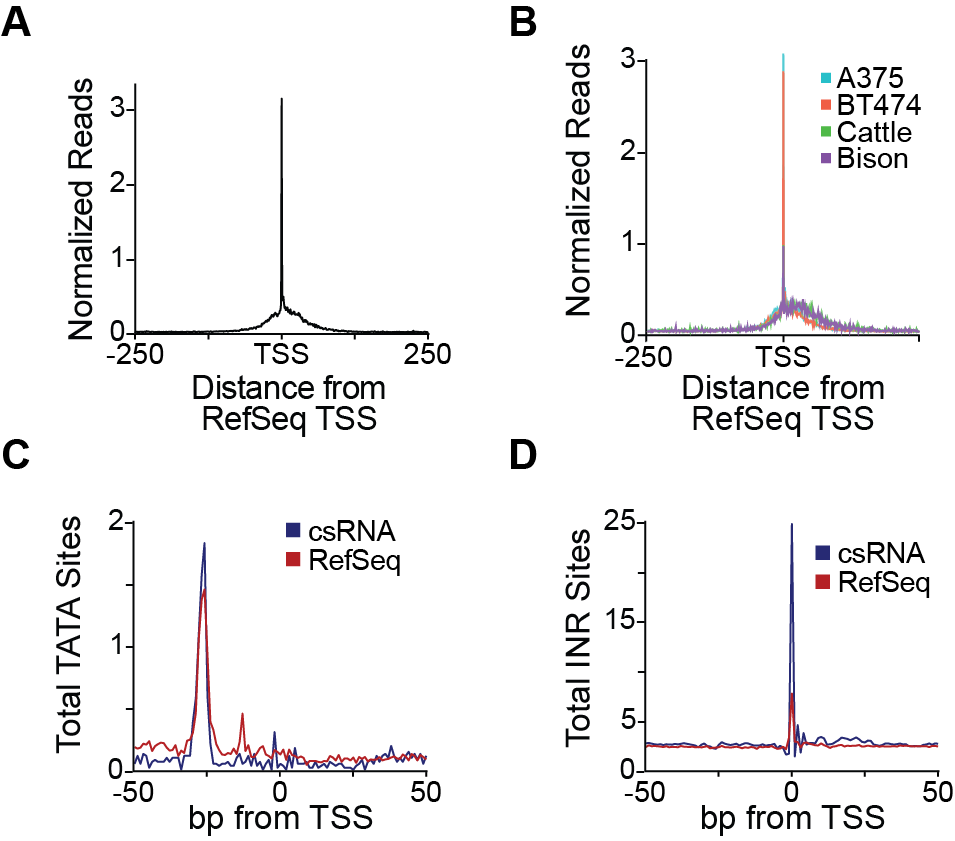 A
Normalized Reads
3
2
1
0
-250
TSS
250
Distance from
RefSeq TSS
B
Normalized Reads
3
2
1
0
-250
TSS
A375
BT474
Cattle
Bison
Distance from
RefSeq TSS
C
Total TATA Sites
2
1
0
-50
0
50
csRNA
RefSeq
bp from TSS
D
Total INR Sites
25
15
5
0
-50
0
50
csRNA
RefSeq
bp from TSS